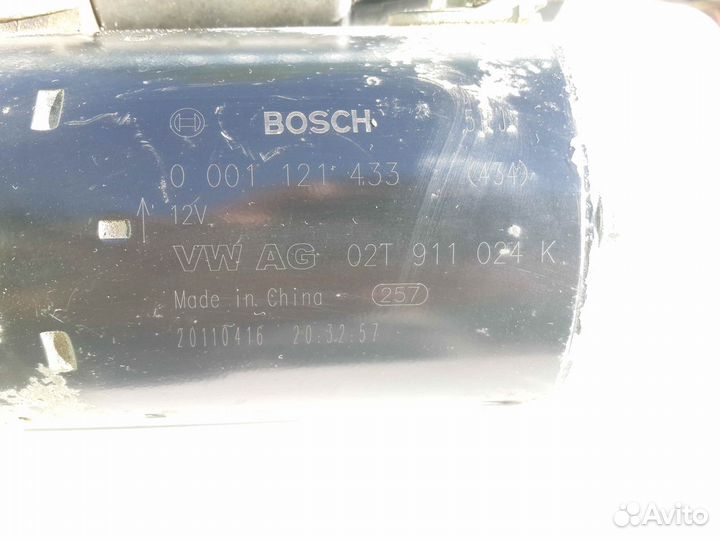 BOSCH
0 001 121 433 (434)
12V
VW AG 02T 911 024 K
Made in China 257
20110416 20:32:57
Avito